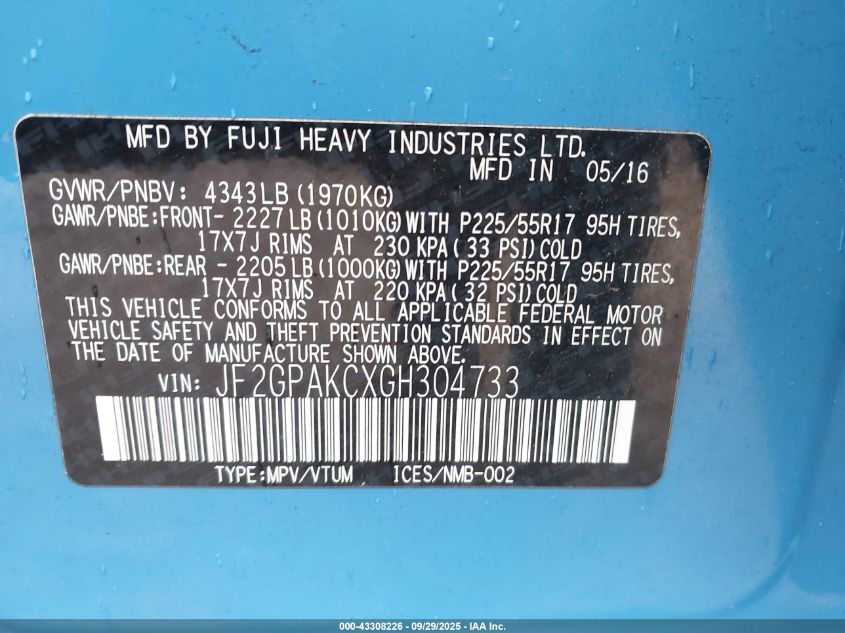 MFD BY FUJI HEAVY INDUSTRIES LTD.
MFD IN 05/16
GVWR/PNBV: 4343LB (1970KG)
GAWR/PNBE:FRONT- 2227LB(1010KG)WITH P225/55R17 95H TIRES,
17X7J RIMS AT 230 KPA( 33 PSI)COLD
GAWR/PNBE:REAR - 2205LB(1000KG)WITH P225/55R17 95H TIRES,
17X7J RIMS AT 220 KPA( 32 PSI)COLD
THIS VEHICLE CONFORMS TO ALL APPLICABLE FEDERAL MOTOR
VEHICLE SAFETY AND THEFT PREVENTION STANDARDS IN EFFECT ON
THE DATE OF MANUFACTURE SHOWN ABOVE.
VIN: JF2GPAKCXGH304733
TYPE:MPV/VTUM ICES/NMB-002
000-43308226 - 09/29/2025 - IAA Inc.